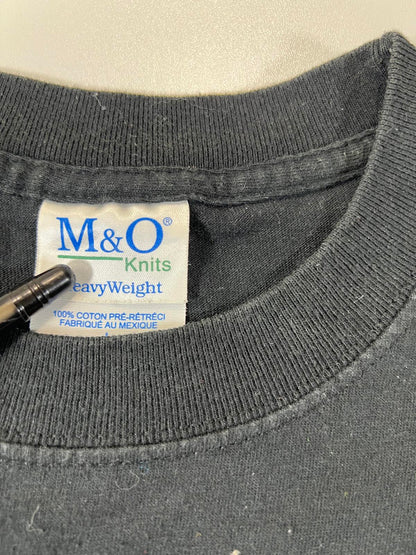 M&O®
Knits
eavyWeight
100% COTON PRÉ-RÉTRÉCI
FABRIQUÉ AU MEXIQUE